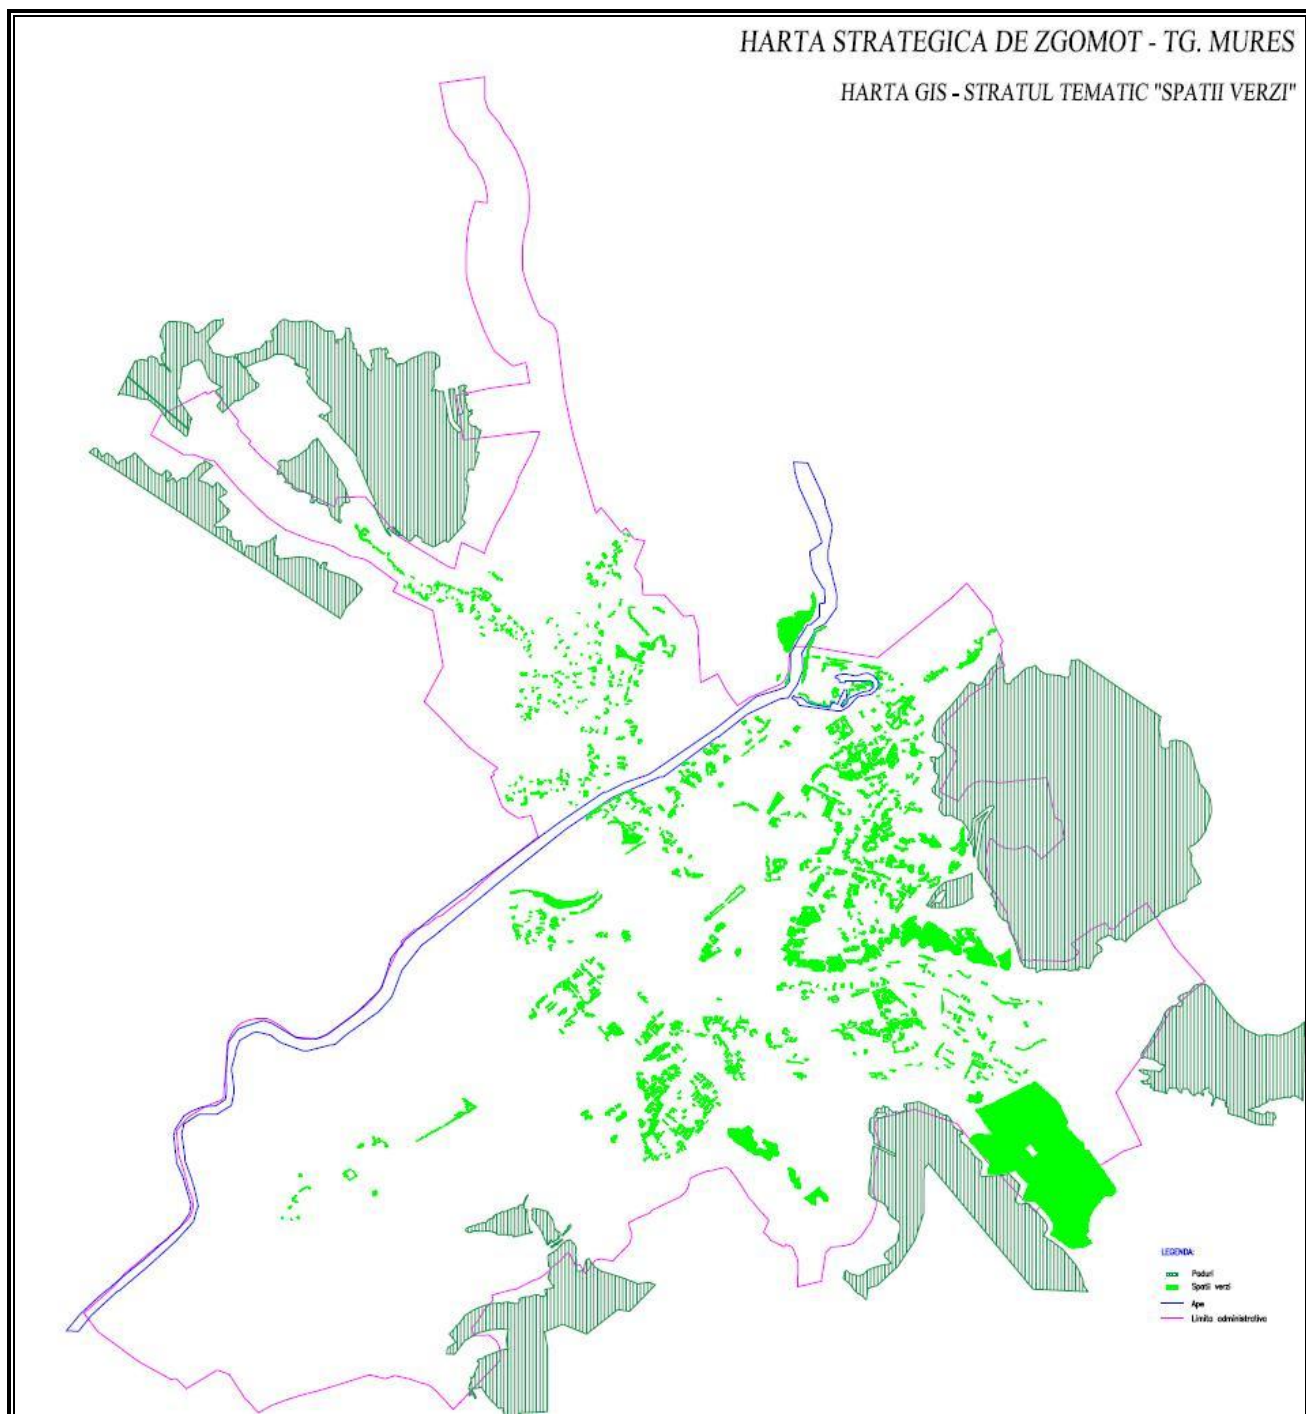 HARTA STRATEGICA DE ZGOMOT - TG. MURES
HARTA GIS - STRATUL TEMATIC "SPATII VERZI"
LEGENDA:
Paduri
Spatii verzi
Ape
Limita administrativa